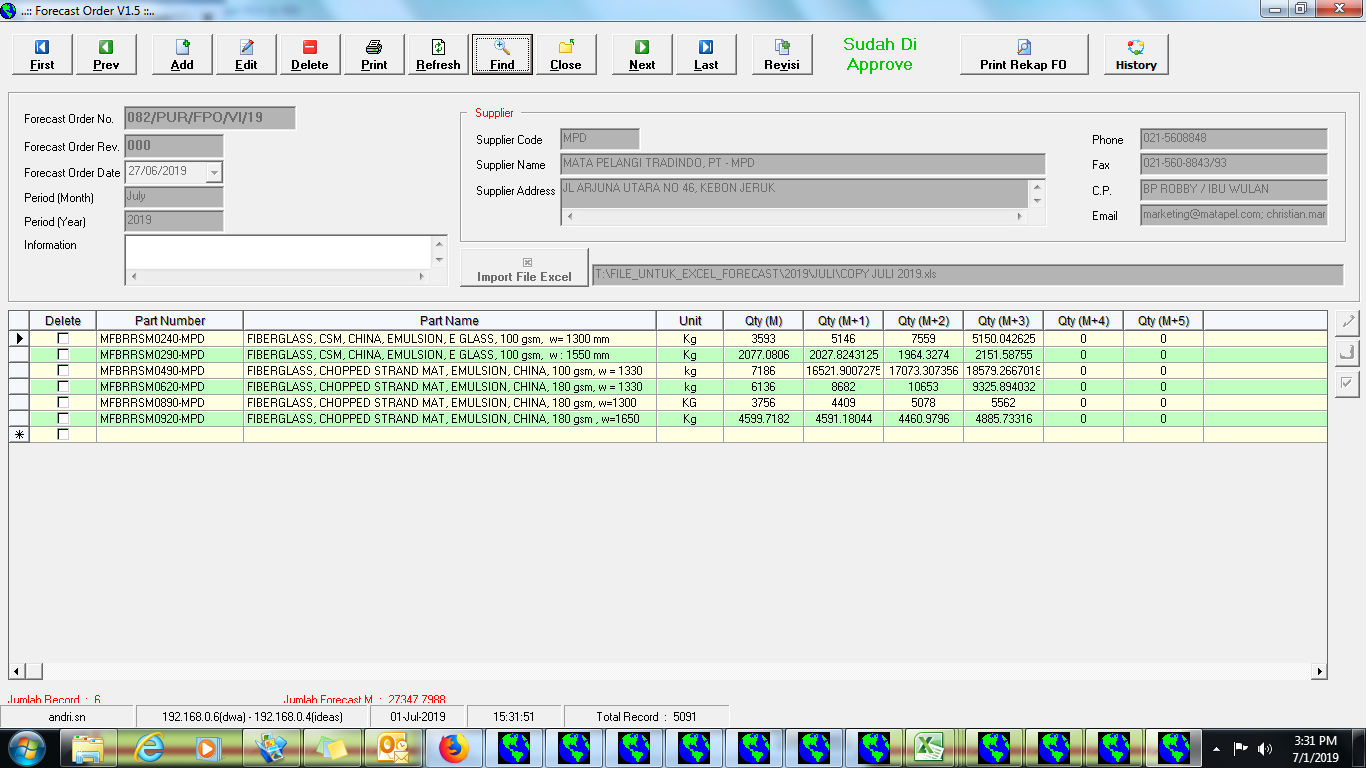 ..:: Forecast Order V1.5 ::..
First Prev Add Edit Delete Print Refresh Find Close Next Last Revisi Sudah Di Approve Print Rekap FO History
Forecast Order No. 082/PUR/FPO/VI/19
Forecast Order Rev. 000
Forecast Order Date 27/06/2019
Period (Month) July
Period (Year) 2019
Information
Supplier
Supplier Code MPD
Supplier Name MATA PELANGI TRADINDO, PT - MPD
Supplier Address JL ARJUNA UTARA NO 46, KEBON JERUK
Phone 021-5608848
Fax 021-560-8843/93
C.P. BP ROBBY / IBU WULAN
Email marketing@matapel.com; christian.mar
Import File Excel T:\FILE_UNTUK_EXCEL_FORECAST\2019\JULI\COPY JULI 2019.xls
Delete Part Number Part Name Unit Qty (M) Qty (M+1) Qty (M+2) Qty (M+3) Qty (M+4) Qty (M+5)
MFBRRSM0240-MPD FIBERGLASS, CSM, CHINA, EMULSION, E GLASS, 100 gsm, w= 1300 mm Kg 3593 5146 7559 5150.042625 0 0
MFBRRSM0290-MPD FIBERGLASS, CSM, CHINA, EMULSION, E GLASS, 100 gsm, w : 1550 mm Kg 2077.0806 2027.8243125 1964.3274 2151.58755 0 0
MFBRRSM0490-MPD FIBERGLASS, CHOPPED STRAND MAT, EMULSION, CHINA, 100 gsm, w = 1330 kg 7186 16521.9007275 17073.307356 18579.2667018 0 0
MFBRRSM0620-MPD FIBERGLASS, CHOPPED STRAND MAT, EMULSION, CHINA, 180 gsm, w = 1330 kg 6136 8682 10653 9325.894032 0 0
MFBRRSM0890-MPD FIBERGLASS, CHOPPED STRAND MAT, EMULSION, CHINA, 180 gsm, w=1300 KG 3756 4409 5078 5562 0 0
MFBRRSM0920-MPD FIBERGLASS, CHOPPED STRAND MAT, EMULSION, CHINA, 180 gsm , w=1650 Kg 4599.7182 4591.18044 4460.9796 4885.73316 0 0
Jumlah Record : 6 Jumlah Forecast M : 27347.7988
andri.sn 192.168.0.6(dwa) - 192.168.0.4(ideas) 01-Jul-2019 15:31:51 Total Record : 5091
3:31 PM
7/1/2019